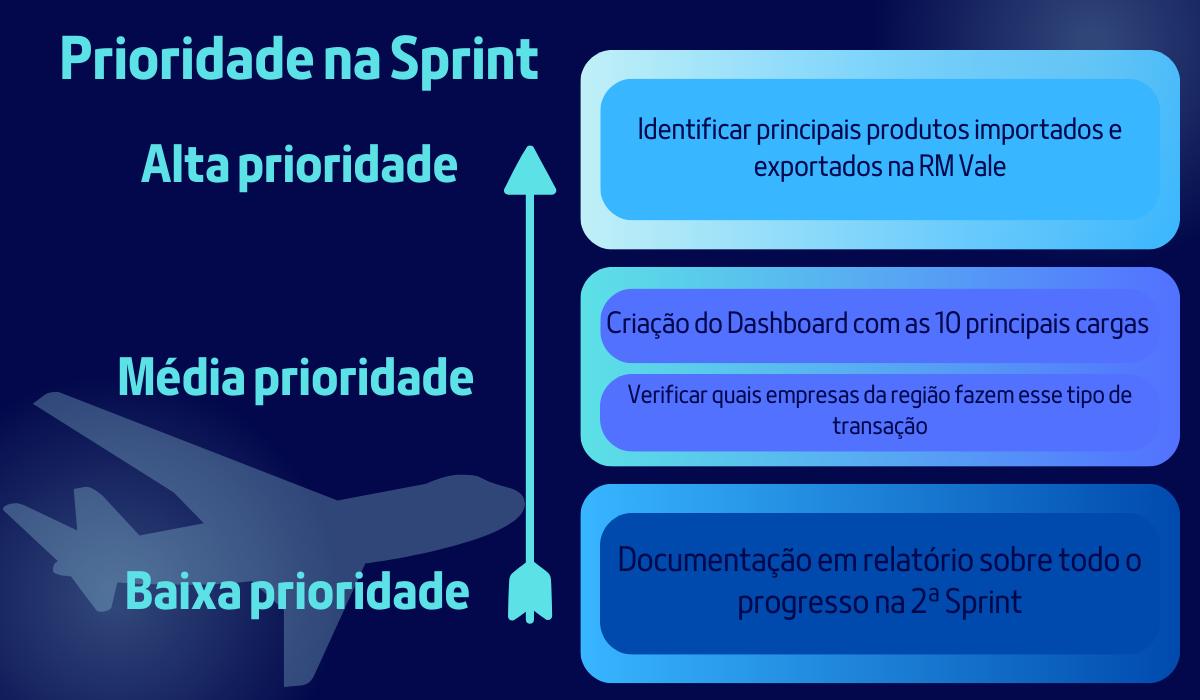 Prioridade na Sprint
Alta prioridade
Identificar principais produtos importados e
exportados na RM Vale
Média prioridade
Criação do Dashboard com as 10 principais cargas
Verificar quais empresas da região fazem esse tipo de
transação
Baixa prioridade
Documentação em relatório sobre todo o
progresso na 2ª Sprint